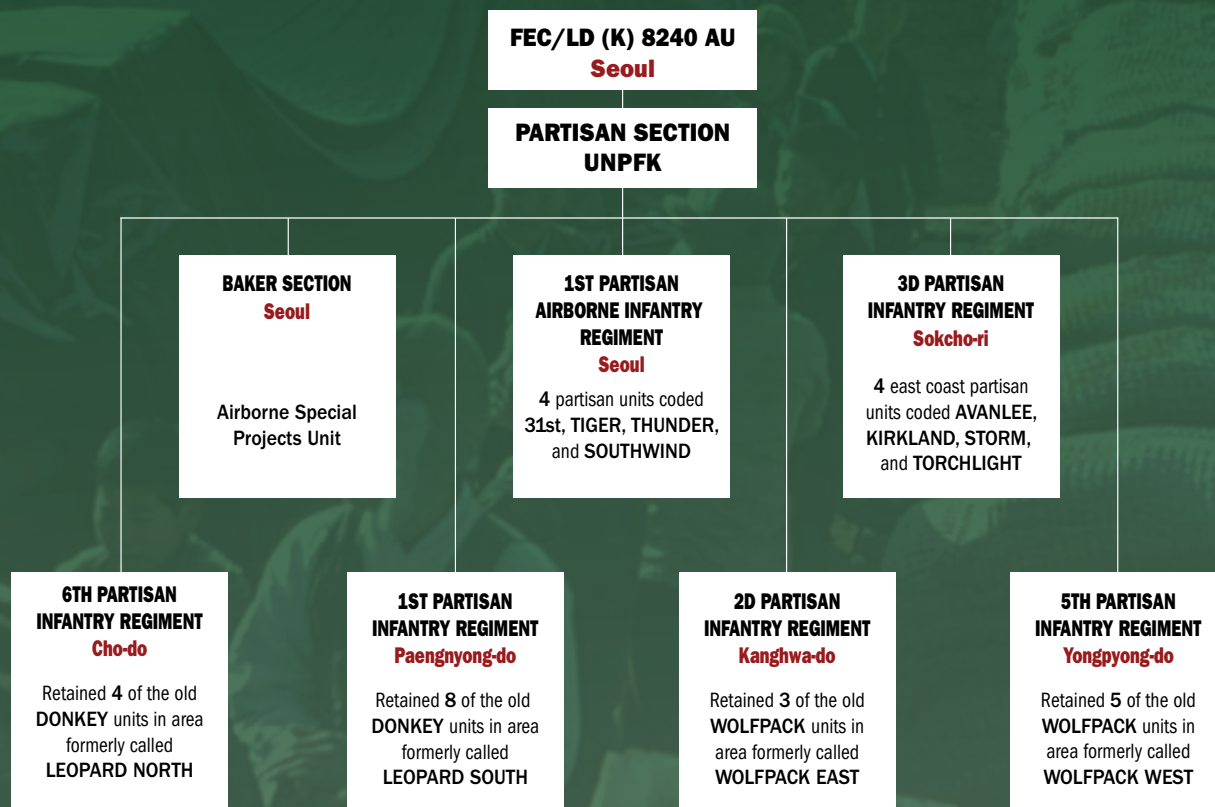 FEC/LD (K) 8240 AU
Seoul
PARTISAN SECTION
UNPFK
BAKER SECTION
Seoul
Airborne Special
Projects Unit
1ST PARTISAN
AIRBORNE INFANTRY
REGIMENT
Seoul
4 partisan units coded
31st, TIGER, THUNDER,
and SOUTHWIND
3D PARTISAN
INFANTRY REGIMENT
Sokcho-ri
4 east coast partisan
units coded AVANLEE,
KIRKLAND, STORM,
and TORCHLIGHT
6TH PARTISAN
INFANTRY REGIMENT
Cho-do
Retained 4 of the old
DONKEY units in area
formerly called
LEOPARD NORTH
1ST PARTISAN
INFANTRY REGIMENT
Paengnyong-do
Retained 8 of the old
DONKEY units in area
formerly called
LEOPARD SOUTH
2D PARTISAN
INFANTRY REGIMENT
Kanghwa-do
Retained 3 of the old
WOLFPACK units in
area formerly called
WOLFPACK EAST
5TH PARTISAN
INFANTRY REGIMENT
Yongpyong-do
Retained 5 of the old
WOLFPACK units in
area formerly called
WOLFPACK WEST